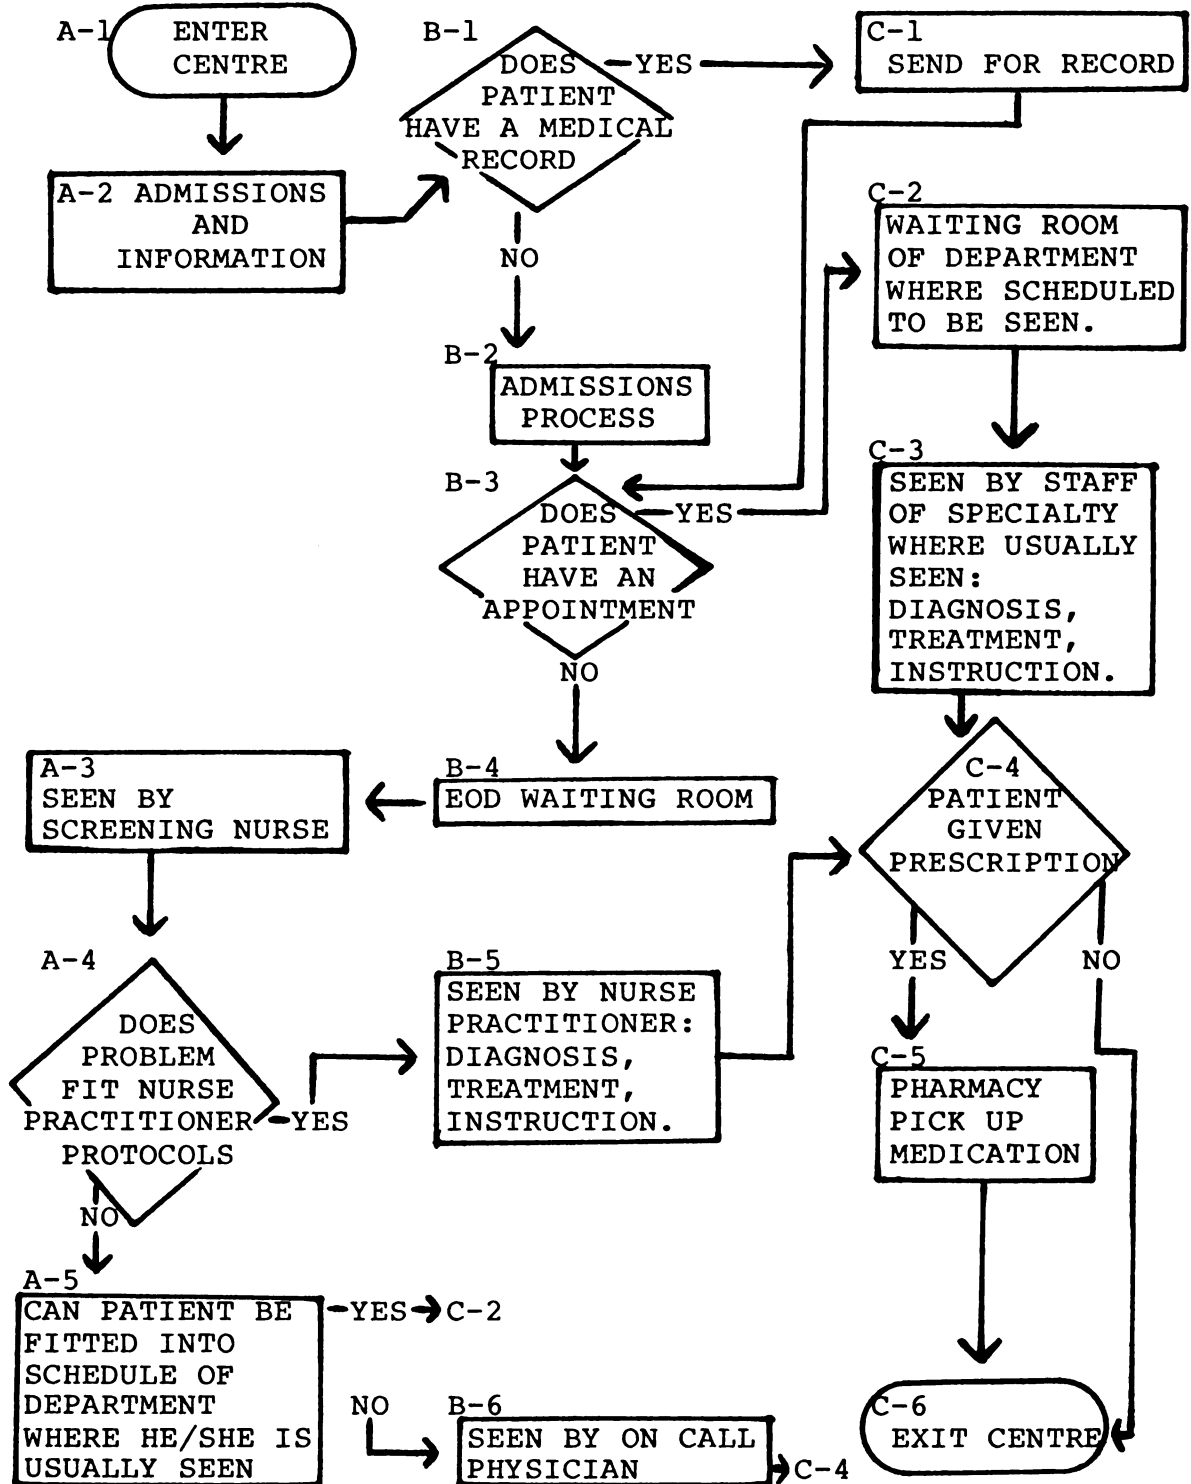 A-1
ENTER
CENTRE
A-2 ADMISSIONS
AND
INFORMATION
B-1
DOES
PATIENT
HAVE A MEDICAL
RECORD
YES
NO
C-1
SEND FOR RECORD
B-2
ADMISSIONS
PROCESS
B-3
DOES
PATIENT
HAVE AN
APPOINTMENT
YES
NO
C-2
WAITING ROOM
OF DEPARTMENT
WHERE SCHEDULED
TO BE SEEN.
C-3
SEEN BY STAFF
OF SPECIALTY
WHERE USUALLY
SEEN:
DIAGNOSIS,
TREATMENT,
INSTRUCTION.
B-4
EOD WAITING ROOM
A-3
SEEN BY
SCREENING NURSE
A-4
DOES
PROBLEM
FIT NURSE
PRACTITIONER
PROTOCOLS
YES
NO
B-5
SEEN BY NURSE
PRACTITIONER:
DIAGNOSIS,
TREATMENT,
INSTRUCTION.
C-4
PATIENT
GIVEN
PRESCRIPTION
YES
NO
C-5
PHARMACY
PICK UP
MEDICATION
A-5
CAN PATIENT BE
FITTED INTO
SCHEDULE OF
DEPARTMENT
WHERE HE/SHE IS
USUALLY SEEN
YES
C-2
NO
B-6
SEEN BY ON CALL
PHYSICIAN
C-4
C-6
EXIT CENTRE